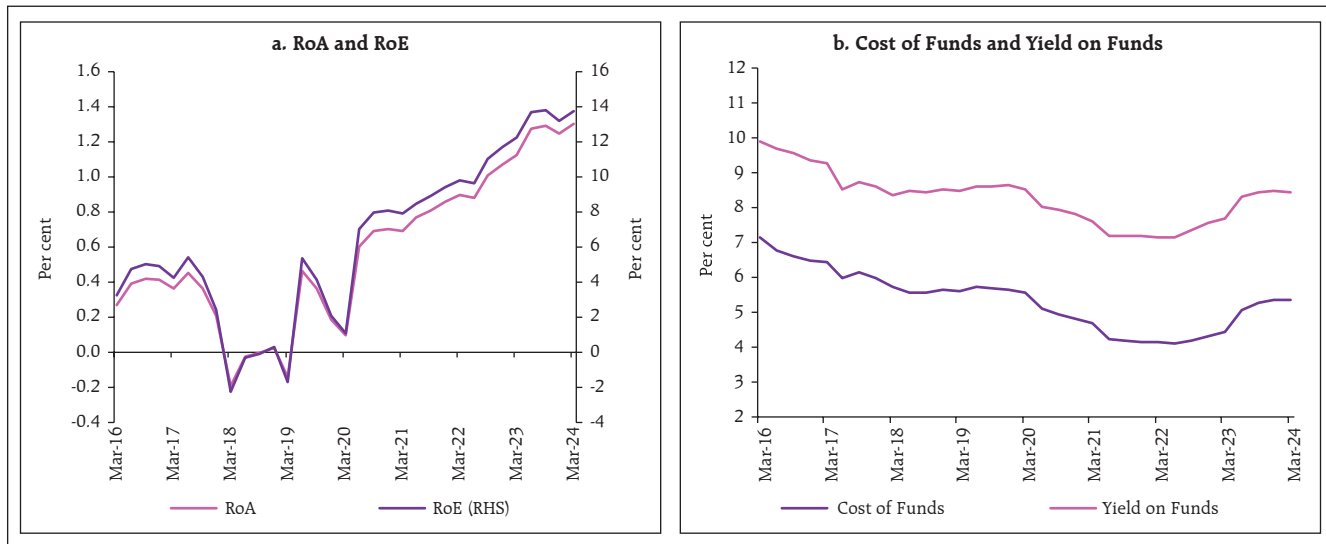 a. RoA and RoE
Per cent
1.6
1.4
1.2
1.0
0.8
0.6
0.4
0.2
0.0
-0.2
-0.4
16
14
12
10
8
6
4
2
0
-2
-4
Per cent
Mar-16
Mar-17
Mar-18
Mar-19
Mar-20
Mar-21
Mar-22
Mar-23
Mar-24
RoA
RoE (RHS)
b. Cost of Funds and Yield on Funds
Per cent
12
11
10
9
8
7
6
5
4
3
2
Mar-16
Mar-17
Mar-18
Mar-19
Mar-20
Mar-21
Mar-22
Mar-23
Mar-24
Cost of Funds
Yield on Funds